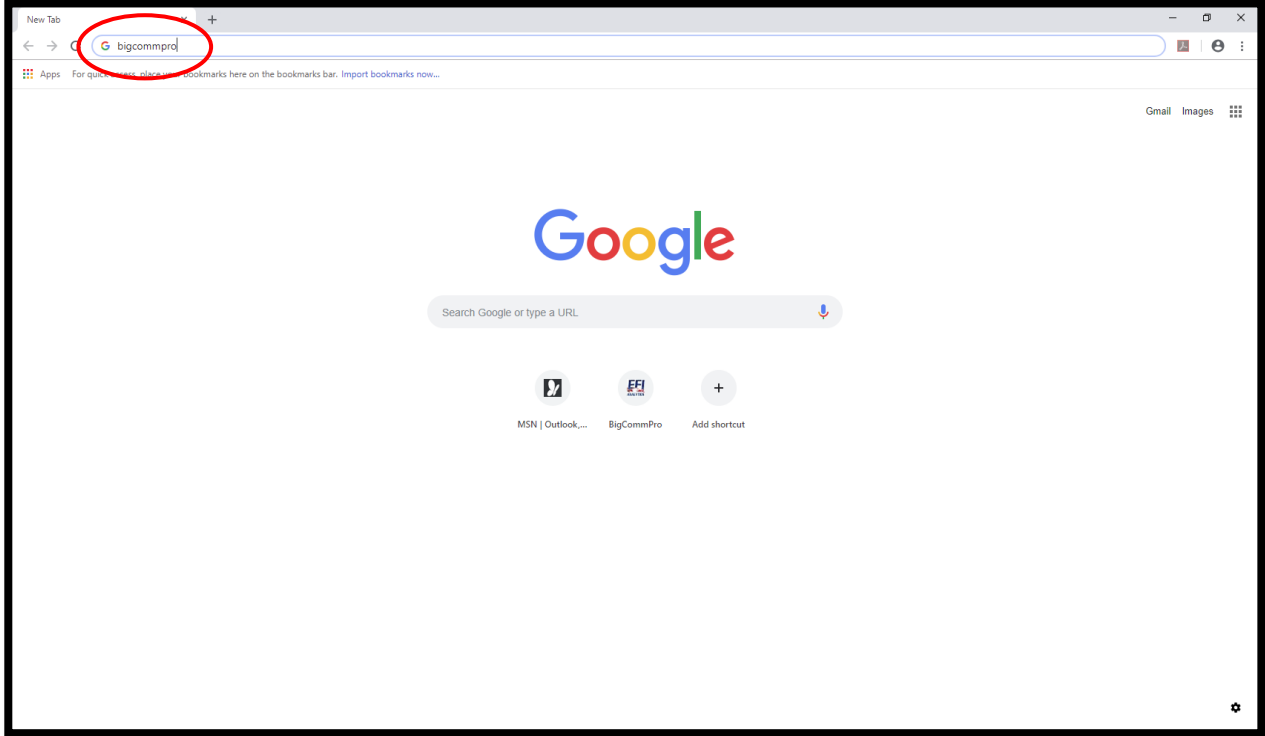 New Tab
bigcommpro
Apps For quick access, place your bookmarks here on the bookmarks bar. Import bookmarks now...
Gmail Images
Google
Search Google or type a URL
EFI
MSN | Outlook,... BigCommPro Add shortcut